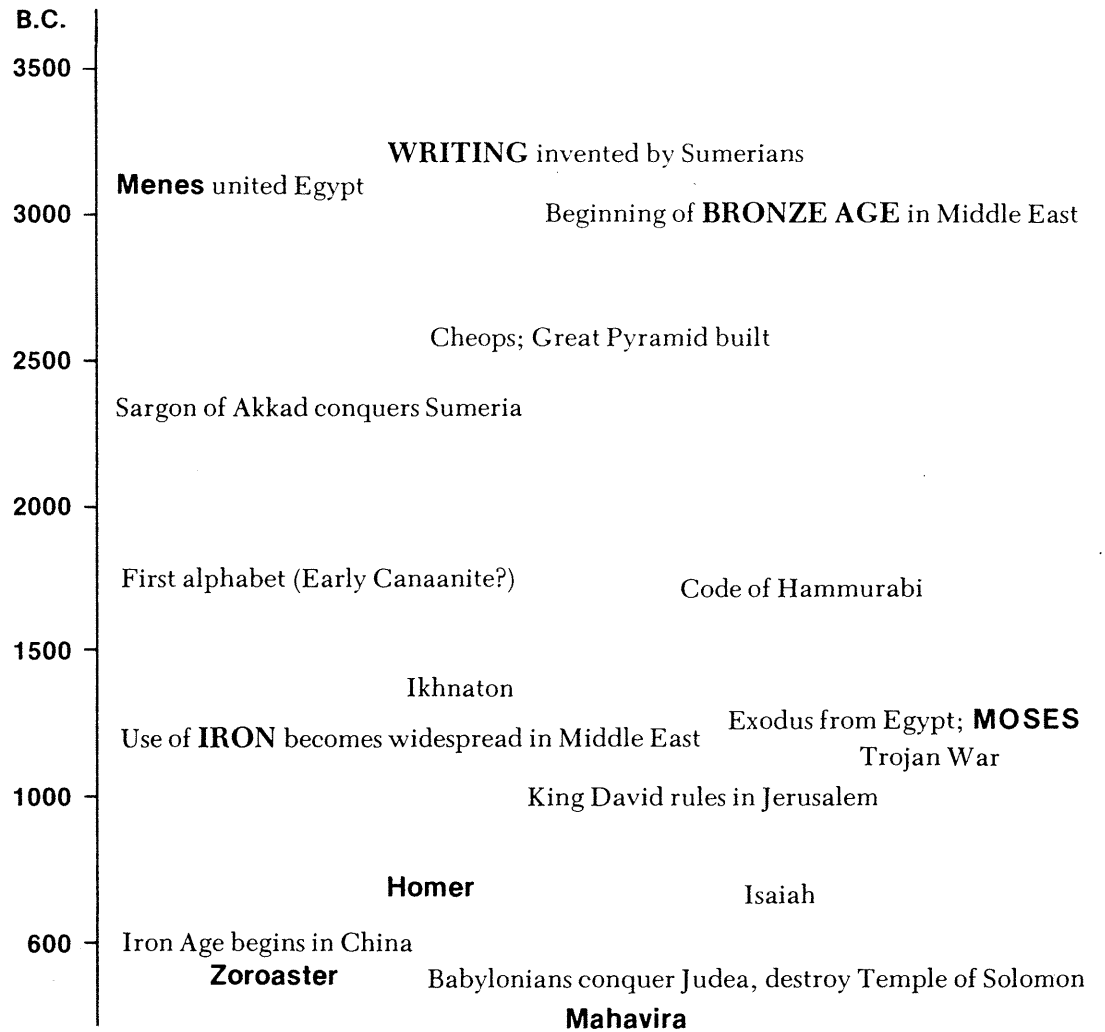 B.C.
3500
WRITING invented by Sumerians
Menes united Egypt
3000
Beginning of BRONZE AGE in Middle East
Cheops; Great Pyramid built
2500
Sargon of Akkad conquers Sumeria
2000
First alphabet (Early Canaanite?)
Code of Hammurabi
1500
Ikhnaton
Exodus from Egypt; MOSES
Use of IRON becomes widespread in Middle East
Trojan War
1000
King David rules in Jerusalem
Homer
Isaiah
600
Iron Age begins in China
Zoroaster
Babylonians conquer Judea, destroy Temple of Solomon
Mahavira